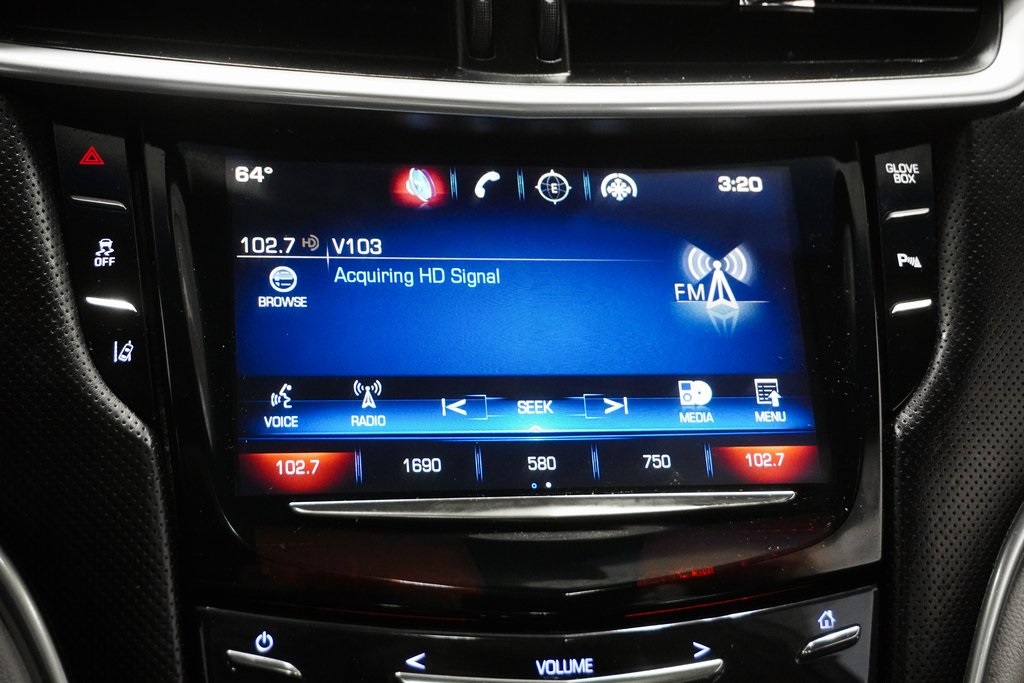 64° 3:20
GLOVE
BOX
102.7 HD V103
Acquiring HD Signal
BROWSE
FM
OFF
E
P
VOICE RADIO SEEK MEDIA MENU
102.7 1690 580 750 102.7
VOLUME